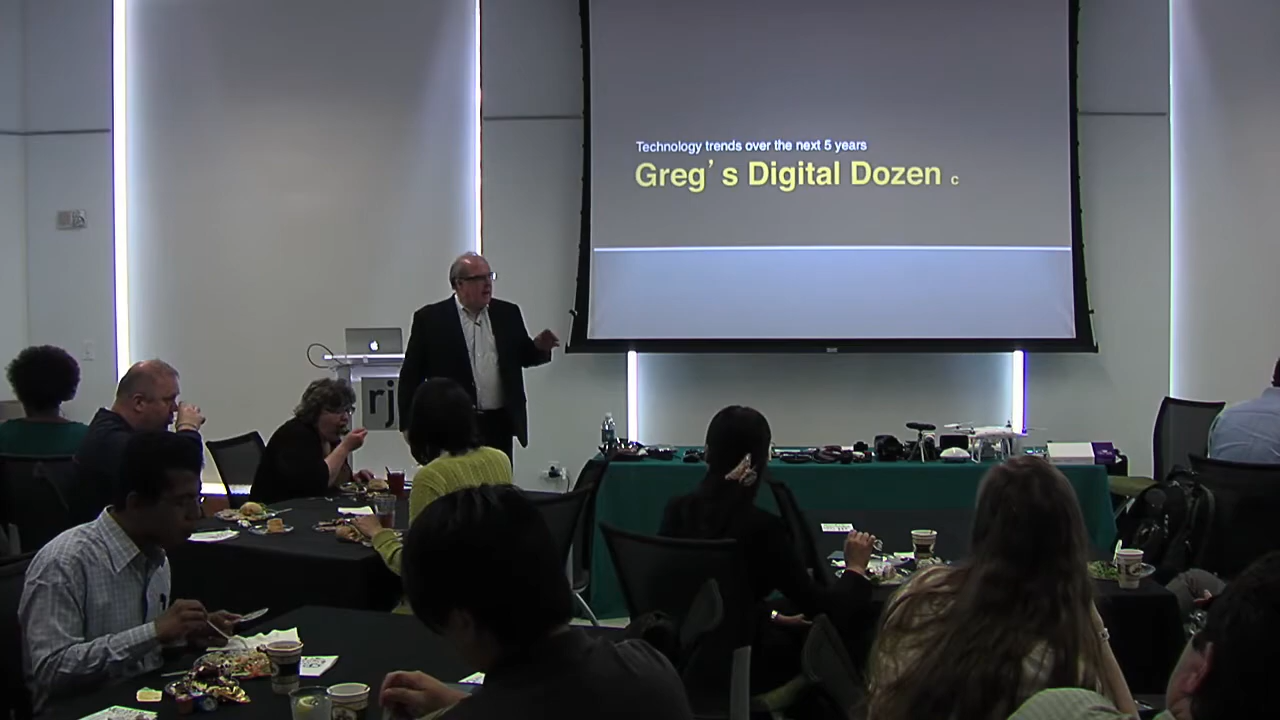 Technology trends over the next 5 years
Greg's Digital Dozen c
rj